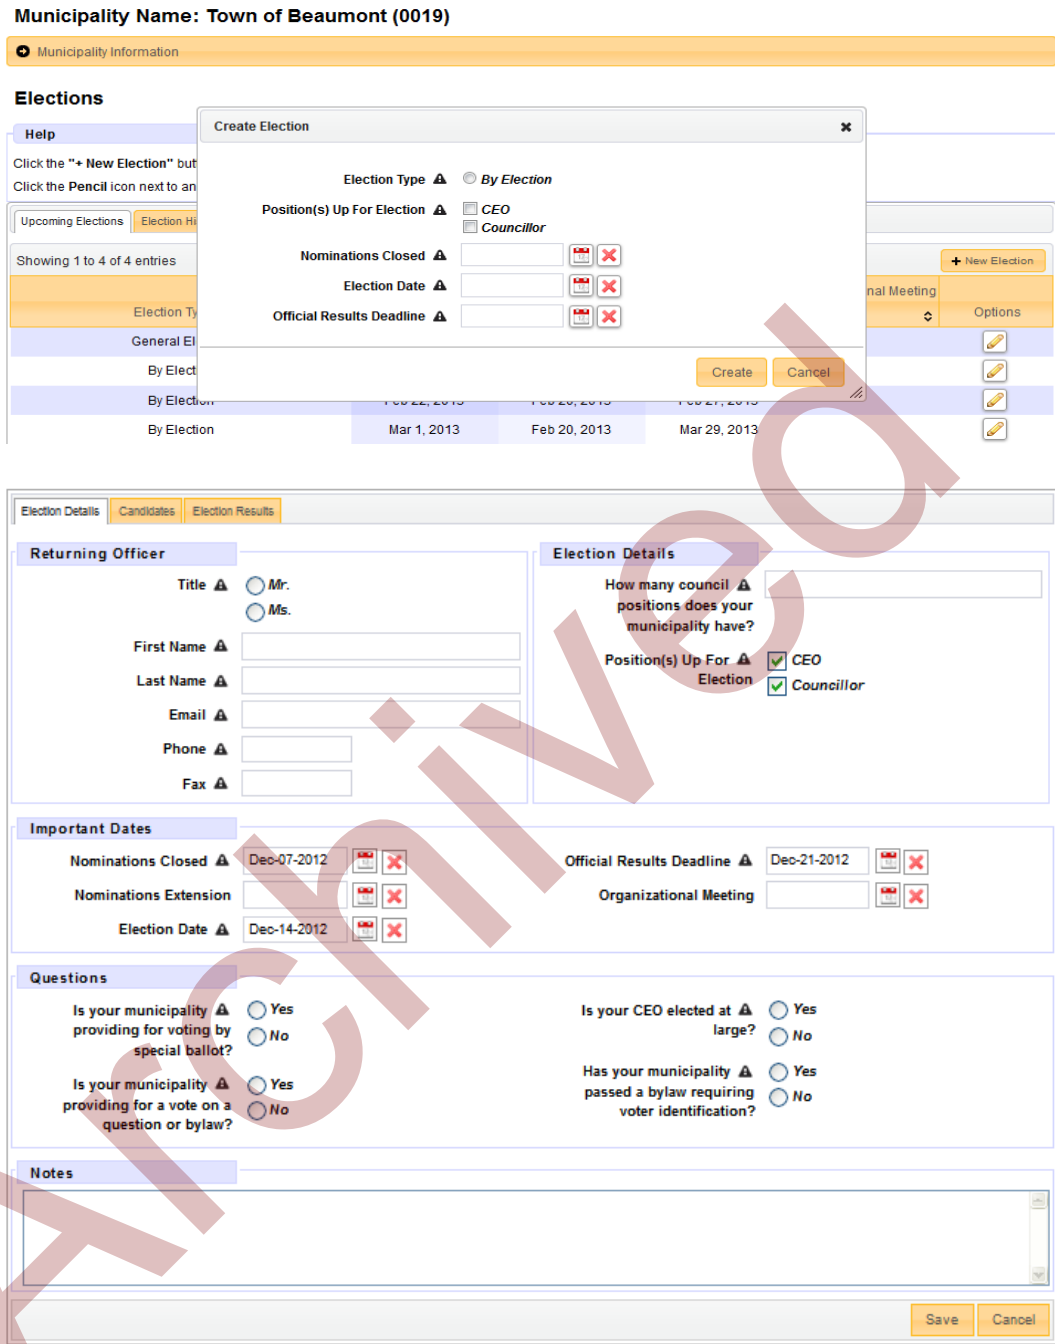 Municipality Name: Town of Beaumont (0019)
Municipality Information
Elections
Help
Click the "+ New Election" but
Click the Pencil icon next to an
Upcoming Elections
Election Hi
Showing 1 to 4 of 4 entries
+ New Election
Election Ty
nal Meeting
Options
General El
By Elect
By Election Feb 22, 2013 Feb 20, 2013 Feb 27, 2013
By Election Mar 1, 2013 Feb 20, 2013 Mar 29, 2013
Create Election
Election Type By Election
Position(s) Up For Election CEO
Councillor
Nominations Closed
Election Date
Official Results Deadline
Create Cancel
Election Details Candidates Election Results
Returning Officer
Title Mr.
Ms.
First Name
Last Name
Email
Phone
Fax
Election Details
How many council
positions does your
municipality have?
Position(s) Up For CEO
Election Councillor
Important Dates
Nominations Closed Dec-07-2012
Nominations Extension
Election Date Dec-14-2012
Official Results Deadline Dec-21-2012
Organizational Meeting
Questions
Is your municipality Yes
providing for voting by No
special ballot?
Is your municipality Yes
providing for a vote on a No
question or bylaw?
Is your CEO elected at Yes
large? No
Has your municipality Yes
passed a bylaw requiring No
voter identification?
Notes
Save Cancel
Archived